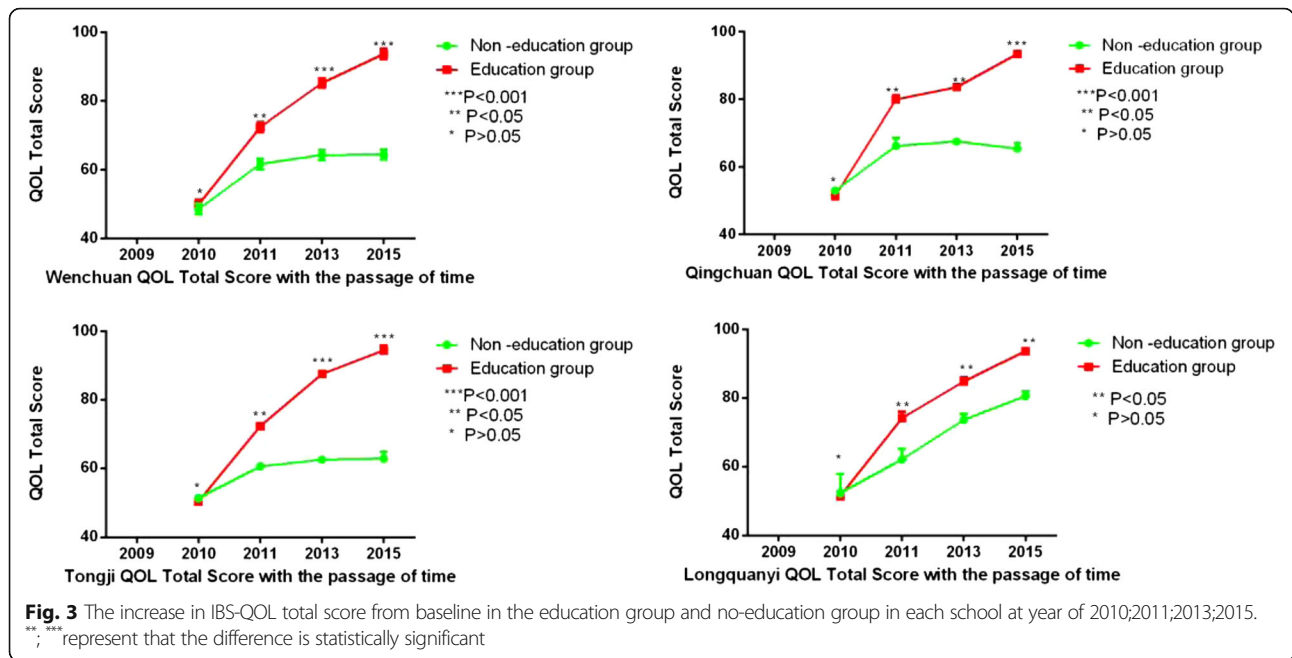 100
80
60
40
QOL Total Score
*
**
***
***
2009 2010 2011 2013 2015
Wenchuan QOL Total Score with the passage of time
Non -education group
Education group
***P<0.001
** P<0.05
* P>0.05
100
80
60
40
QOL Total Score
*
**
**
***
2009 2010 2011 2013 2015
Qingchuan QOL Total Score with the passage of time
Non -education group
Education group
***P<0.001
** P<0.05
* P>0.05
100
80
60
40
QOL Total Score
*
**
***
***
2009 2010 2011 2013 2015
Tongji QOL Total Score with the passage of time
Non -education group
Education group
***P<0.001
** P<0.05
* P>0.05
100
80
60
40
QOL Total Score
*
**
**
**
2009 2010 2011 2013 2015
Longquanyi QOL Total Score with the passage of time
Non -education group
Education group
** P<0.05
* P>0.05
Fig. 3 The increase in IBS-QOL total score from baseline in the education group and no-education group in each school at year of 2010;2011;2013;2015.
**; ***represent that the difference is statistically significant